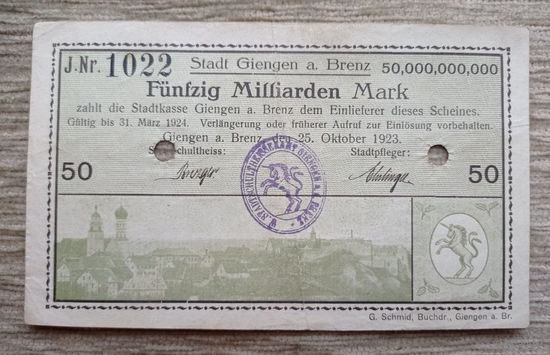 J.Nr. 1022 Stadt Giengen a. Brenz 50,000,000,000
Fünfzig Milliarden Mark
zahlt die Stadtkasse Giengen a. Brenz dem Einlieferer dieses Scheines.
Gültig bis 31. März 1924. Verlängerung oder früherer Aufruf zur Einlösung vorbehalten.
Giengen a. Brenz, den 25. Oktober 1923.
schultheiss: Stadtpfleger:
50 50
G. Schmid, Buchdr., Giengen a. Br.